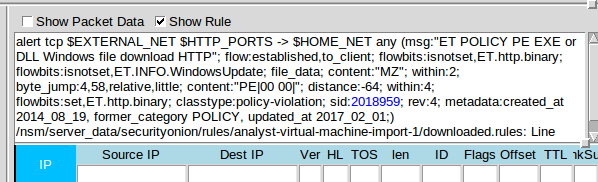 Show Packet Data Show Rule
alert tcp $EXTERNAL_NET $HTTP_PORTS -> $HOME_NET any (msg:"ET POLICY PE EXE or
DLL Windows file download HTTP"; flow:established,to_client; flowbits:isnotset,ET.http.binary;
flowbits:isnotset,ET.INFO.WindowsUpdate; file_data; content:"MZ"; within:2;
byte_jump:4,58,relative,little; content:"PE|00 00|"; distance:-64; within:4;
flowbits:set,ET.http.binary; classtype:policy-violation; sid:2018959; rev:4; metadata:created_at
2014_08_19, former_category POLICY, updated_at 2017_02_01;)
/nsm/server_data/securityonion/rules/analyst-virtual-machine-import-1/downloaded.rules: Line
IP Source IP Dest IP Ver HL TOS len ID Flags Offset TTL